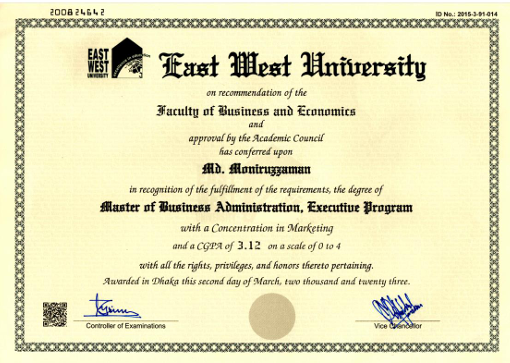 200824642
ID No.: 2015-3-91-014
EAST
WEST
UNIVERSITY
East West University
on recommendation of the
Faculty of Business and Economics
and
approval by the Academic Council
has conferred upon
Md. Moniruzzaman
in recognition of the fulfillment of the requirements, the degree of
Master of Business Administration, Executive Program
with a Concentration in Marketing
and a CGPA of 3.12 on a scale of 0 to 4
with all the rights, privileges, and honors thereto pertaining.
Awarded in Dhaka this second day of March, two thousand and twenty three.
Controller of Examinations
Vice Chancellor